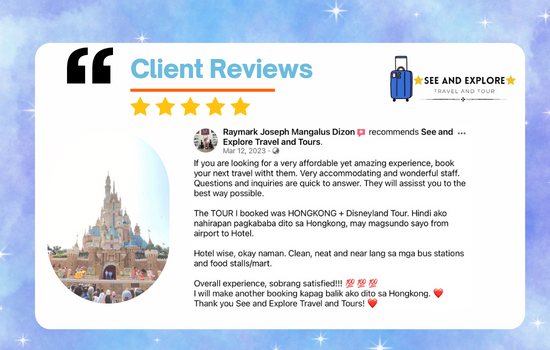 Client Reviews
SEE AND EXPLORE
TRAVEL AND TOUR
Raymark Joseph Mangalus Dizon recommends See and
Explore Travel and Tours.
Mar 12, 2023 ·
If you are looking for a very affordable yet amazing experience, book
your next travel witht them. Very accommodating and wonderful staff.
Questions and inquiries are quick to answer. They will assisst you to the
best way possible.
The TOUR I booked was HONGKONG + Disneyland Tour. Hindi ako
nahirapan pagkababa dito sa Hongkong, may magsundo sayo from
airport to Hotel.
Hotel wise, okay naman. Clean, neat and near lang sa mga bus stations
and food stalls/mart.
Overall experience, sobrang satisfied!!! 💯 💯 💯
I will make another booking kapag balik ako dito sa Hongkong. ❤️
Thank you See and Explore Travel and Tours! ❤️